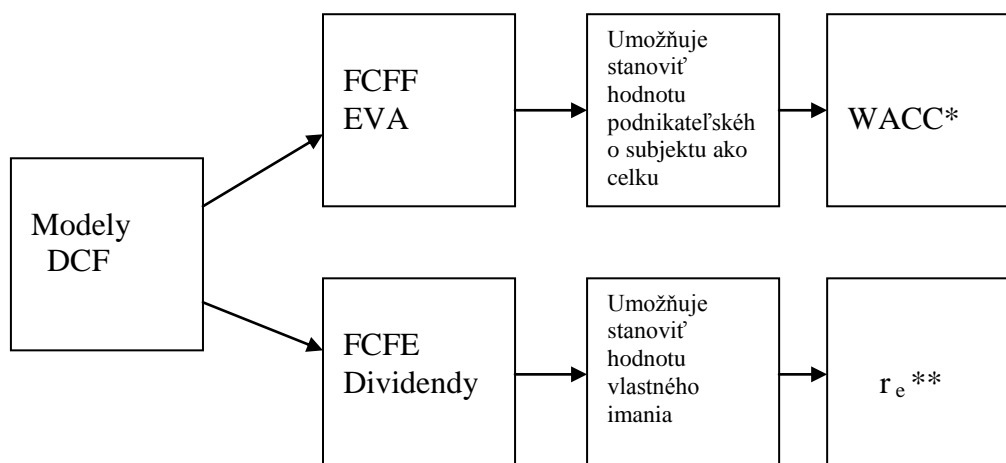 Modely
DCF
FCFF
EVA
Umožňuje
stanoviť
hodnotu
podnikateľskéh
o subjektu ako
celku
WACC*
FCFE
Dividendy
Umožňuje
stanoviť
hodnotu
vlastného
imania
r e **